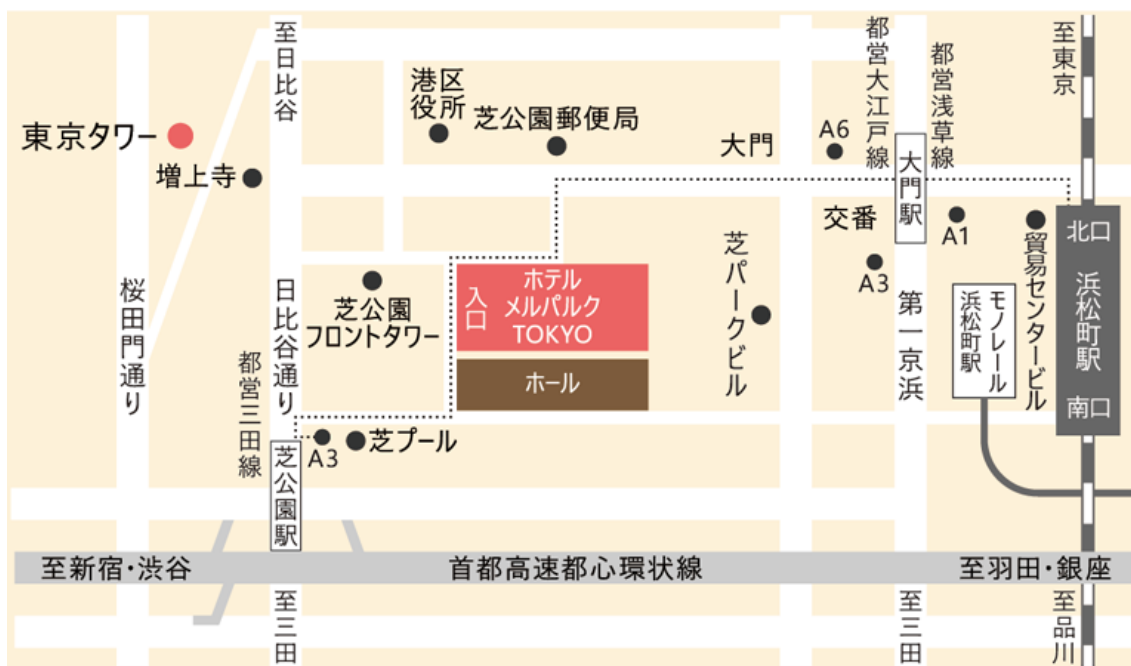 至日比谷
都営大江戸線
都営浅草線
至東京
港区
役所
芝公園郵便局
大門
A6
東京タワー
増上寺
大門駅
交番
A1
A3
北口
浜松町駅
南口
貿易センタービル
モノレール
浜松町駅
第一京浜
芝パークビル
入口
ホテル
メルパルク
TOKYO
ホール
芝公園
フロントタワー
日比谷通り
桜田門通り
都営三田線
A3
芝プール
芝公園駅
至新宿・渋谷
首都高速都心環状線
至羽田・銀座
至三田
至三田
至品川